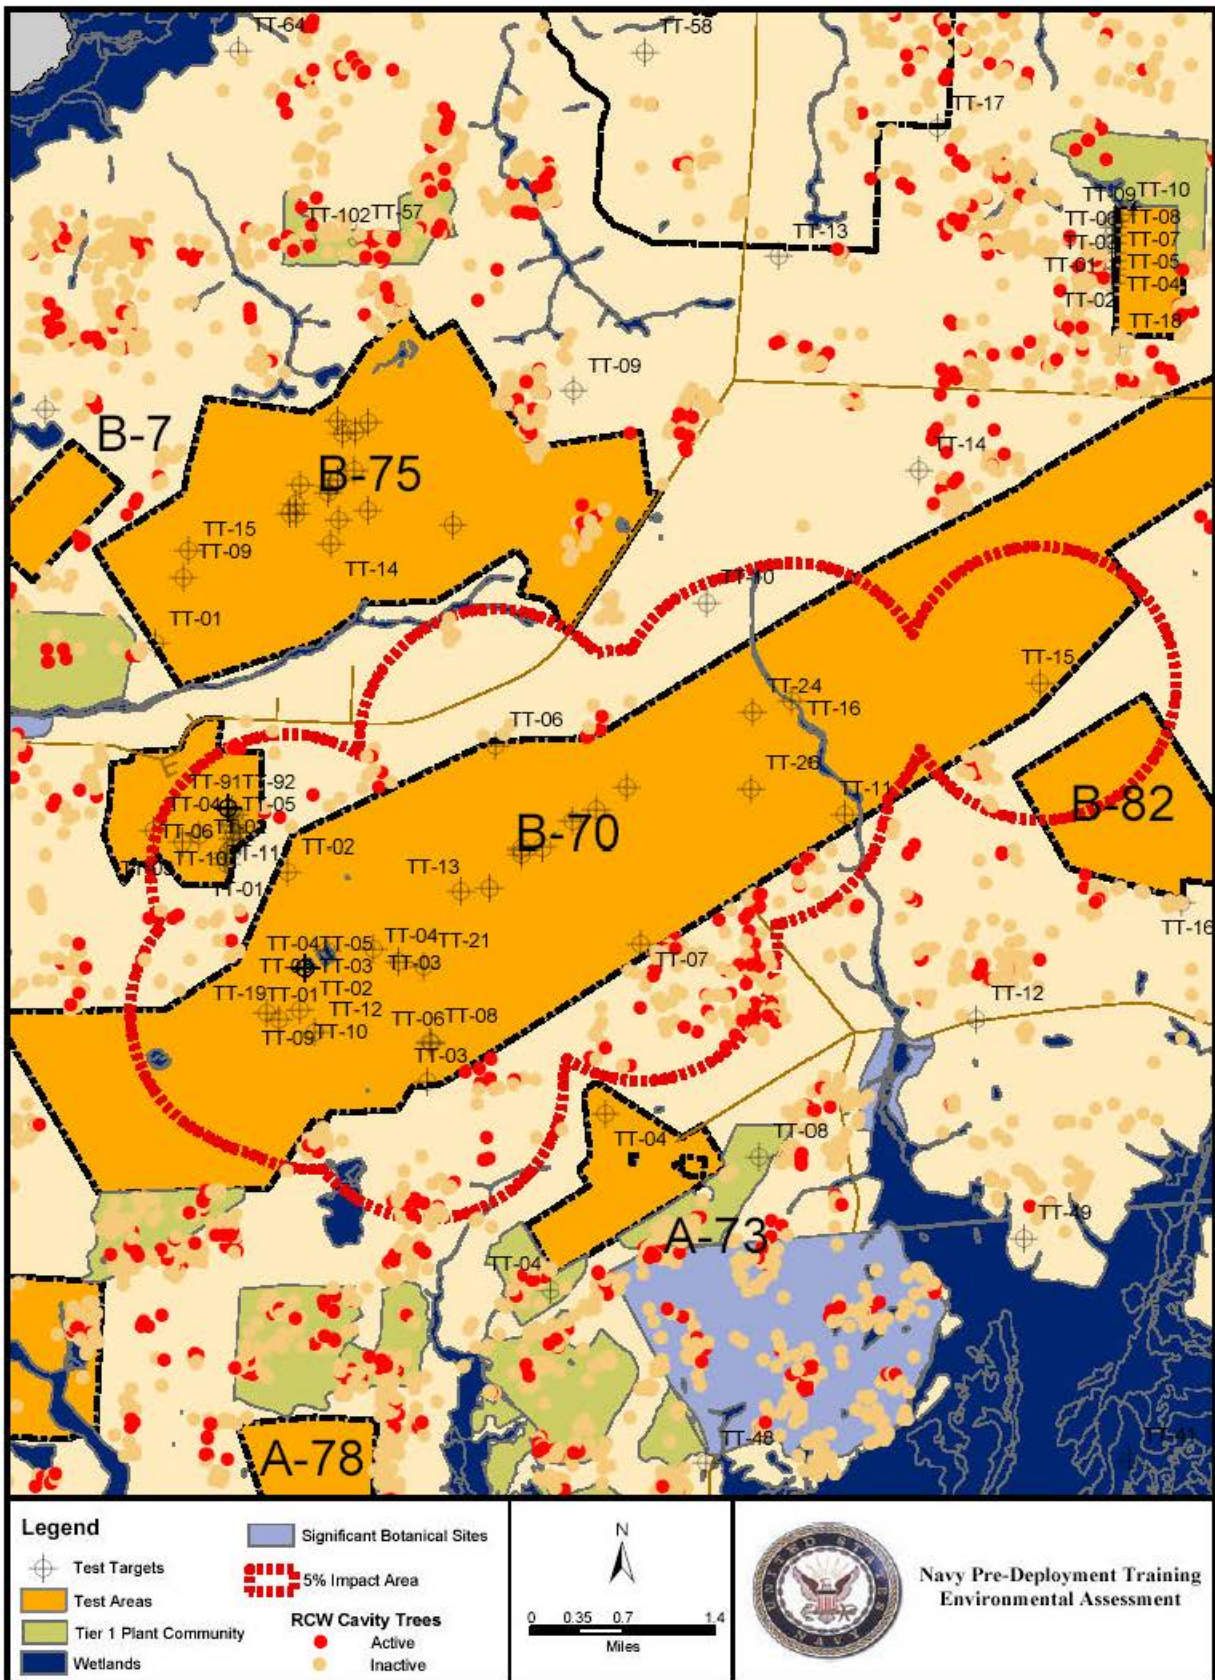 TT-64
TT-58
TT-17
TT-102 TT-57
TT-09 TT-10
TT-08
TT-13
TT-07
TT-01
TT-05
TT-04
TT-02
TT-18
TT-09
B-7
B-75
TT-14
TT-15
TT-09
TT-14
TT-10
TT-01
TT-15
TT-24
TT-16
TT-06
TT-91 TT-92
TT-04
TT-05
TT-11
B-82
TT-06
B-70
TT-02
TT-10
TT-11
TT-13
TT-01
TT-16
TT-04 TT-05
TT-04
TT-21
TT-03
TT-03
TT-07
TT-02
TT-12
TT-19 TT-01
TT-12
TT-06
TT-08
TT-09
TT-10
TT-03
TT-04
TT-08
A-73
TT-49
TT-04
TT-48
TT-41
A-78
Legend
Test Targets
Test Areas
Tier 1 Plant Community
Wetlands
Significant Botanical Sites
5% Impact Area
RCW Cavity Trees
Active
Inactive
N
0 0.35 0.7 1.4
Miles
UNITED STATES
NAVY
Navy Pre-Deployment Training
Environmental Assessment